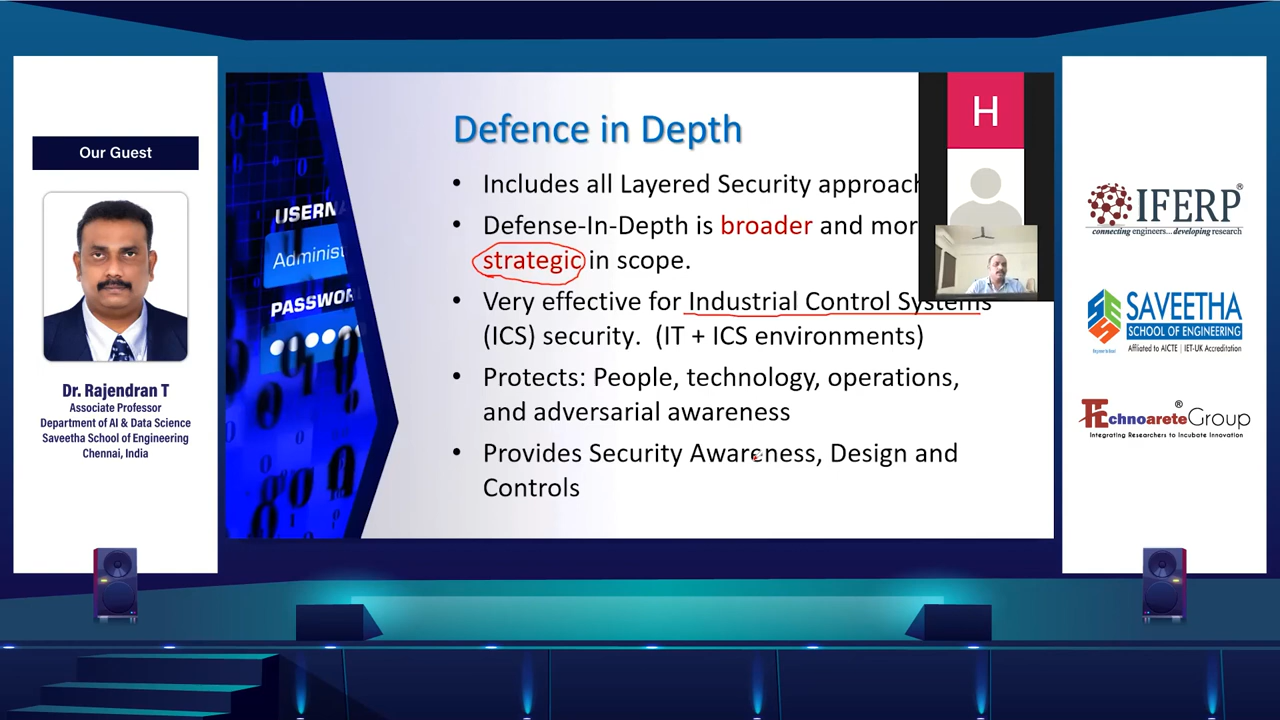 Our Guest
Dr. Rajendran T
Associate Professor
Department of AI & Data Science
Saveetha School of Engineering
Chennai, India
USERN
Administ
PASSWOR
Defence in Depth
• Includes all Layered Security approach
• Defense-In-Depth is broader and mor
strategic in scope.
• Very effective for Industrial Control Systems
(ICS) security. (IT + ICS environments)
• Protects: People, technology, operations,
and adversarial awareness
• Provides Security Awareness, Design and
Controls
H
IFERP®
connecting engineers...developing research
SAVEETHA
SCHOOL OF ENGINEERING
Affliated to AICTE | IET-UK Accreditation
TEchnoarete® Group
Integrating Researchers to Incubate Innovation